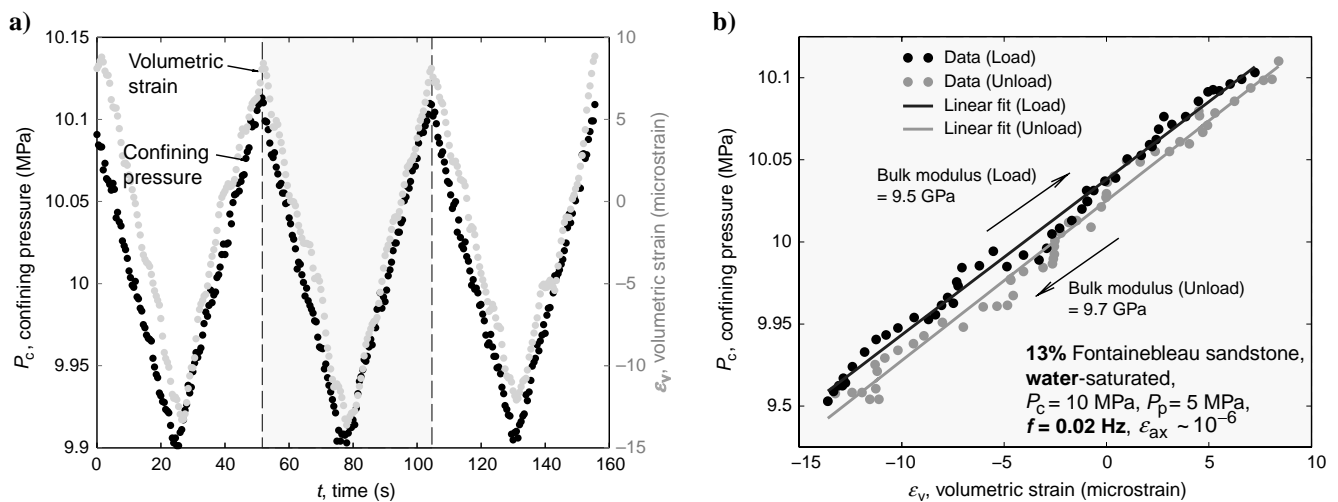 a)
10.15
10.1
10.05
10
9.95
9.9
P_c, confining pressure (MPa)
Volumetric
strain
Confining
pressure
0
20
40
60
80
100
120
140
160
t, time (s)
10
5
0
−5
−10
−15
ε_v, volumetric strain (microstrain)
b)
10.1
10.05
10
9.95
9.5
P_c, confining pressure (MPa)
Data (Load)
Data (Unload)
Linear fit (Load)
Linear fit (Unload)
Bulk modulus (Load)
= 9.5 GPa
Bulk modulus (Unload)
= 9.7 GPa
13% Fontainebleau sandstone,
water-saturated,
P_c = 10 MPa, P_p = 5 MPa,
f = 0.02 Hz, ε_ax ~10⁻⁶
−15
−10
−5
0
5
10
ε_v, volumetric strain (microstrain)